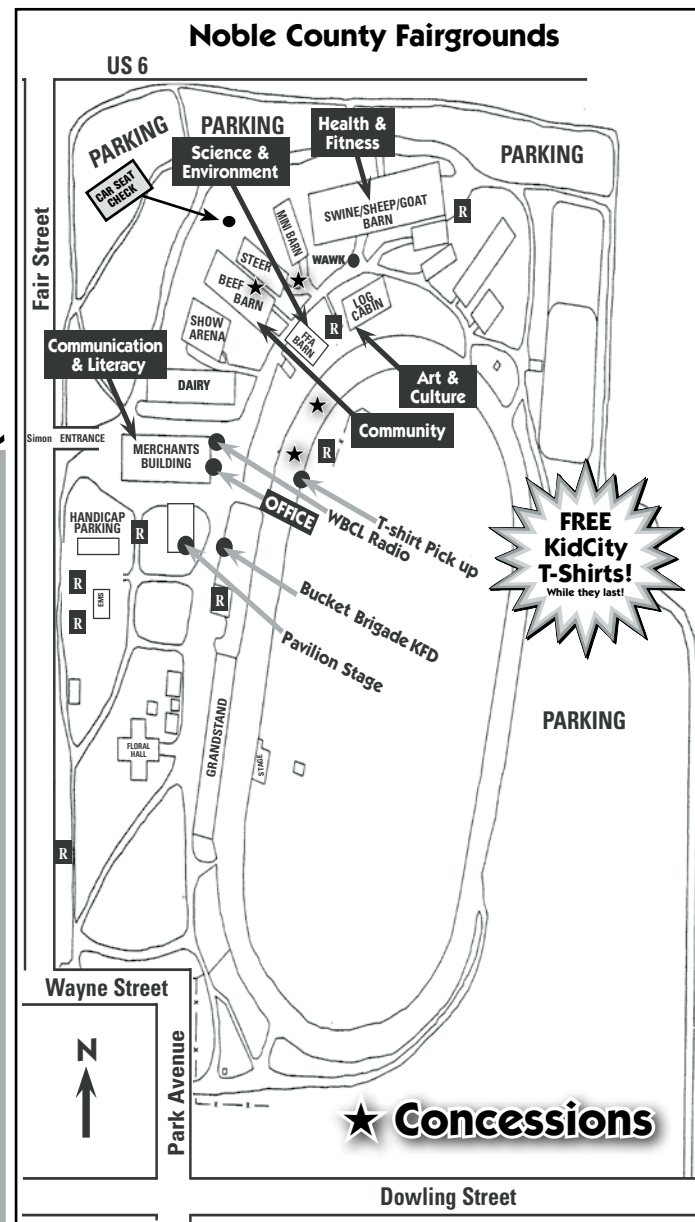 Noble County Fairgrounds
US 6
PARKING
PARKING
Health &
Fitness
PARKING
Science &
Environment
CAR SEAT
CHECK
Fair Street
SWINE/SHEEP/GOAT
BARN
R
MINI BARN
WAWK
STEER
BEEF
BARN
LOG
CABIN
SHOW
ARENA
R
FFA
BARN
Communication
& Literacy
Art &
Culture
DAIRY
Community
Simon ENTRANCE
MERCHANTS
BUILDING
R
OFFICE
T-shirt Pick up
WBCL Radio
FREE
KidCity
T-Shirts!
While they last!
HANDICAP
PARKING
R
R
EMS
R
R
Bucket Brigade KFD
Pavilion Stage
PARKING
FLORAL
HALL
GRANDSTAND
STAGE
R
Wayne Street
N
Park Avenue
Concessions
Dowling Street